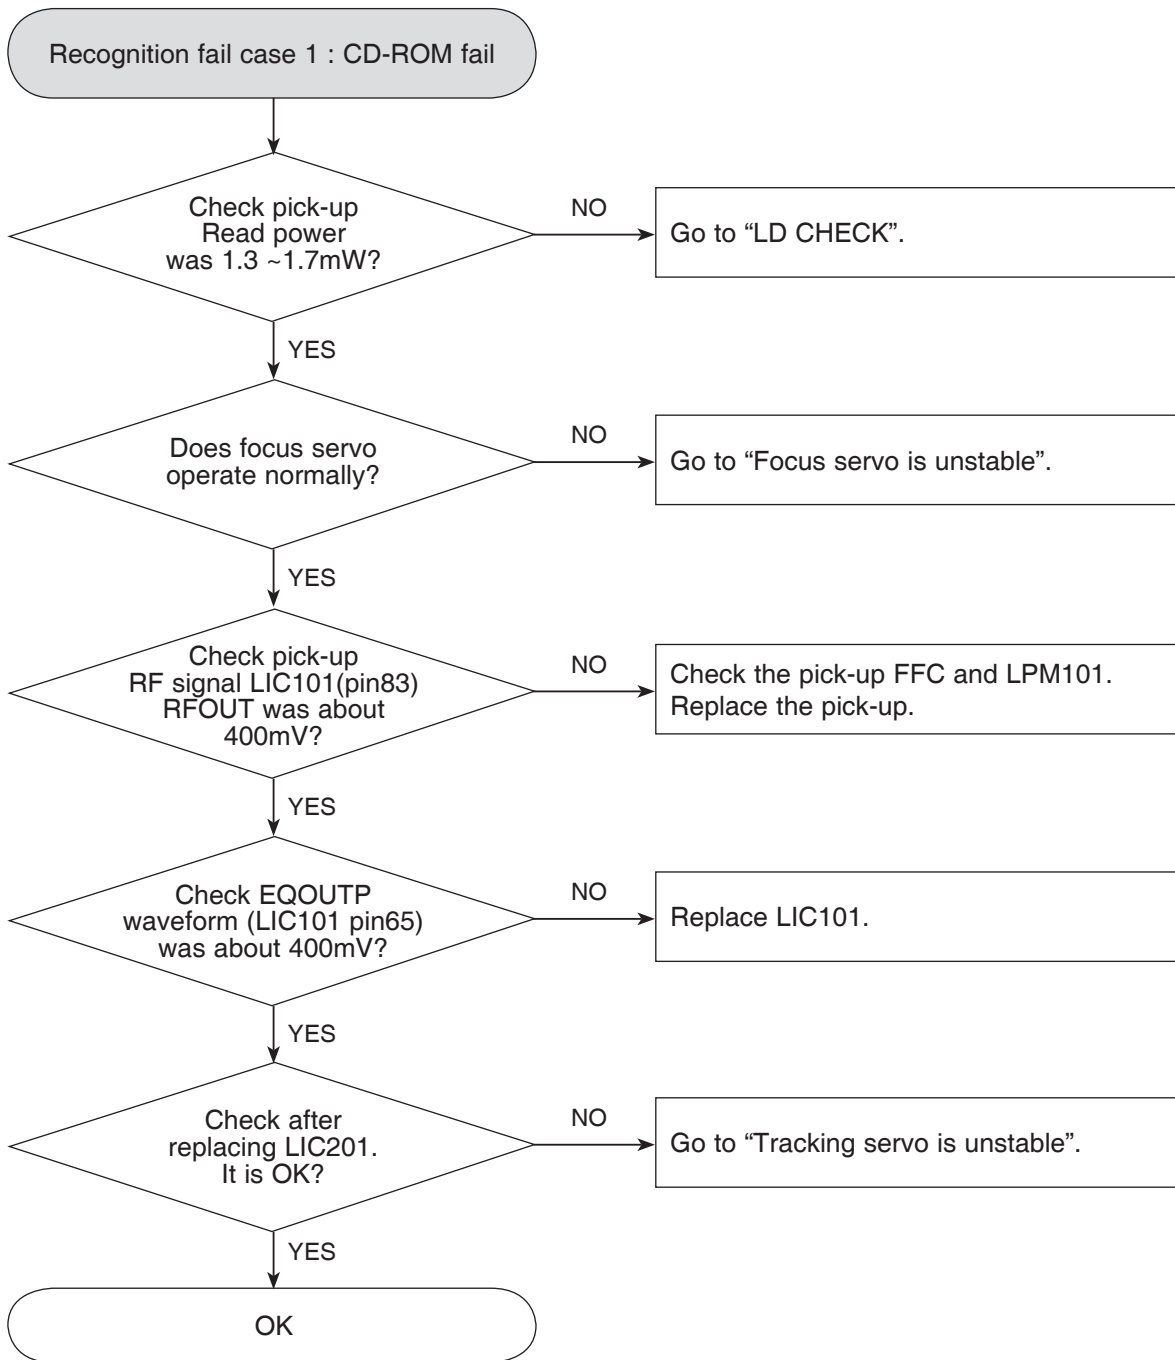 Recognition fail case 1 : CD-ROM fail
Check pick-up
Read power
was 1.3 ~1.7mW?
NO
Go to “LD CHECK”.
YES
Does focus servo
operate normally?
NO
Go to “Focus servo is unstable”.
YES
Check pick-up
RF signal LIC101(pin83)
RFOUT was about
400mV?
NO
Check the pick-up FFC and LPM101.
Replace the pick-up.
YES
Check EQOUTP
waveform (LIC101 pin65)
was about 400mV?
NO
Replace LIC101.
YES
Check after
replacing LIC201.
It is OK?
NO
Go to “Tracking servo is unstable”.
YES
OK